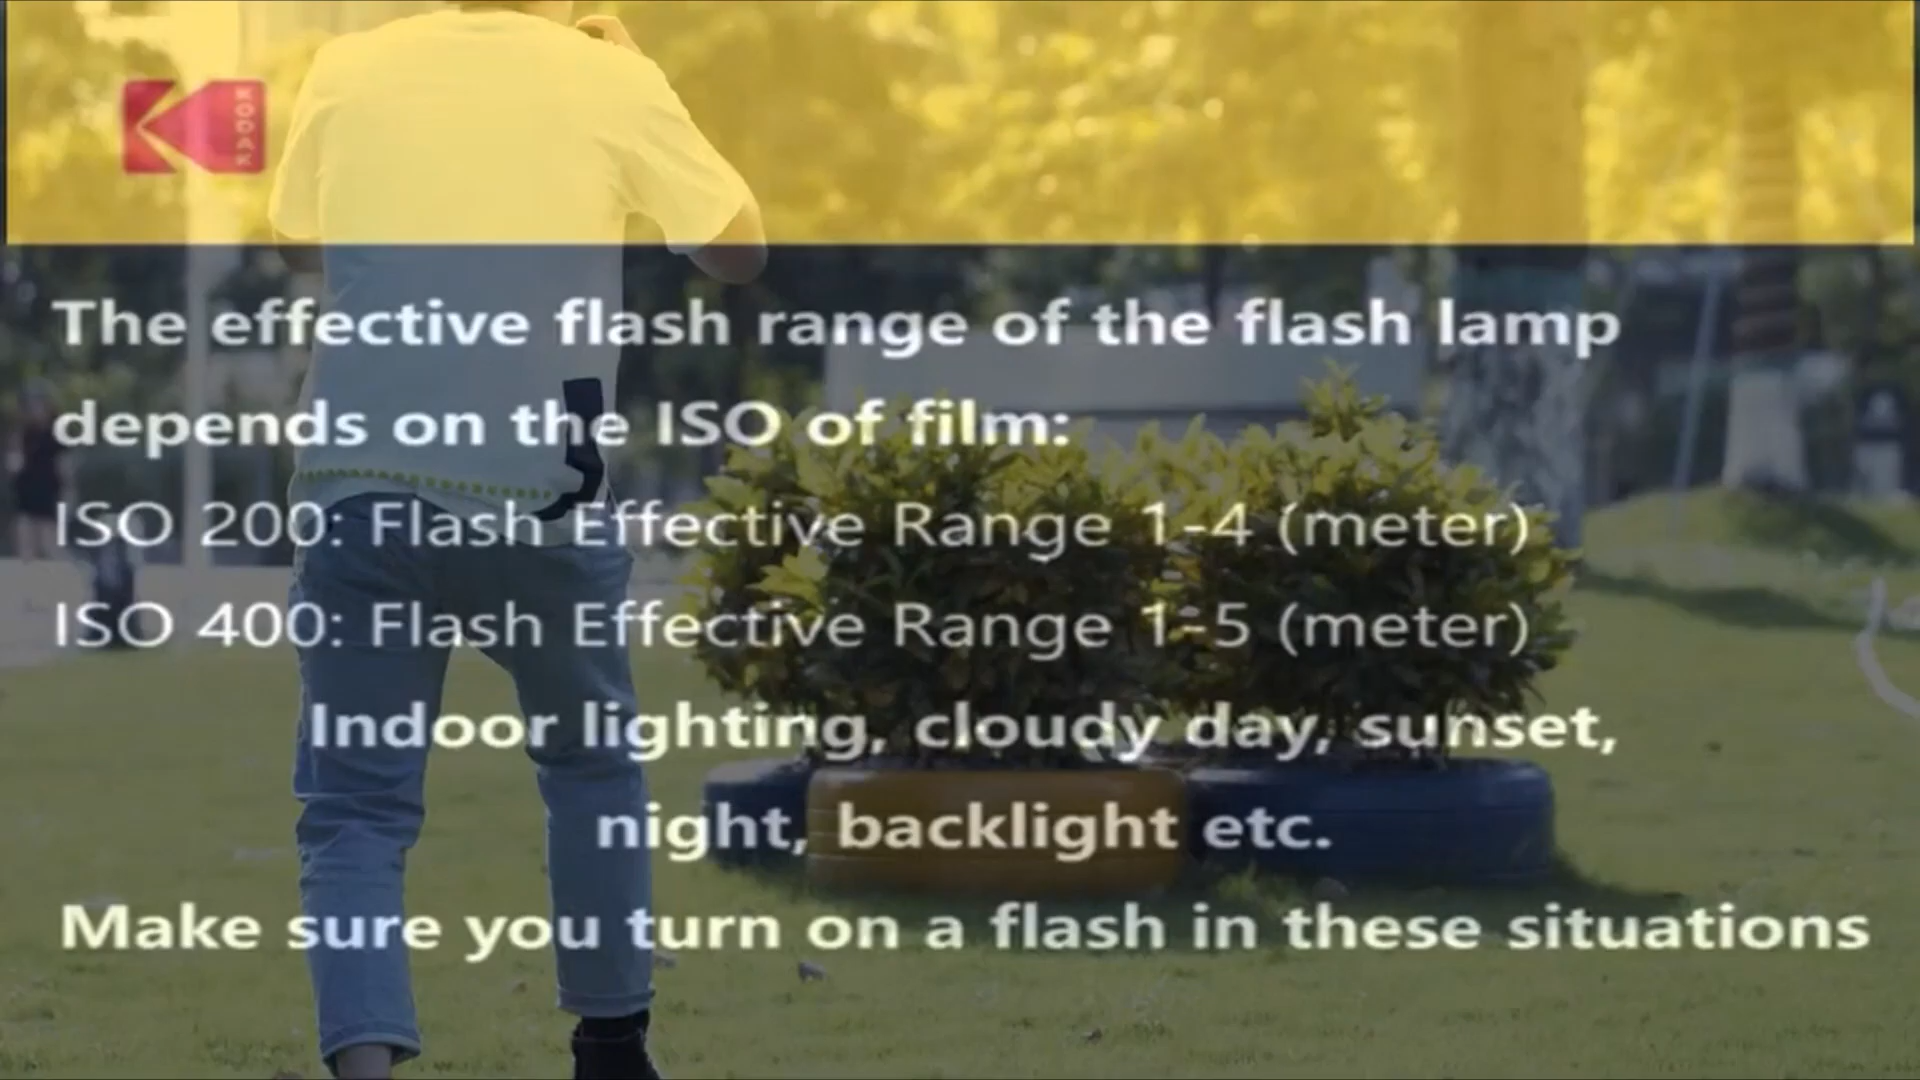 KODAK
The effective flash range of the flash lamp
depends on the ISO of film:
ISO 200: Flash Effective Range 1-4 (meter)
ISO 400: Flash Effective Range 1-5 (meter)
Indoor lighting, cloudy day, sunset,
night, backlight etc.
Make sure you turn on a flash in these situations